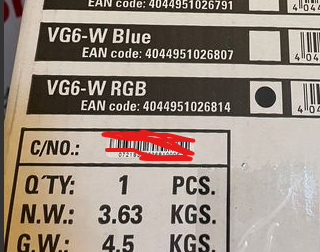 EAN code: 4044951026791
VG6-W Blue
EAN code: 4044951026807
VG6-W RGB
EAN code: 4044951026814
C/NO.:
Q'TY: 1 PCS.
N.W.: 3.63 KGS.
G.W.: 4.5 KGS.